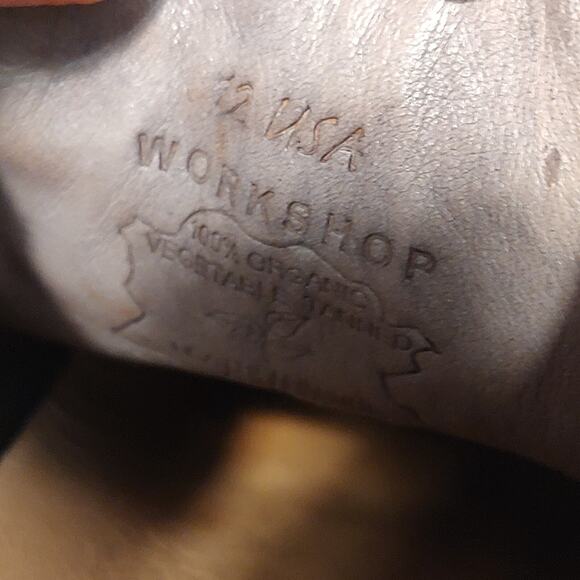 USA
WORKSHOP
100% ORGANIC
VEGETABLE TANNED